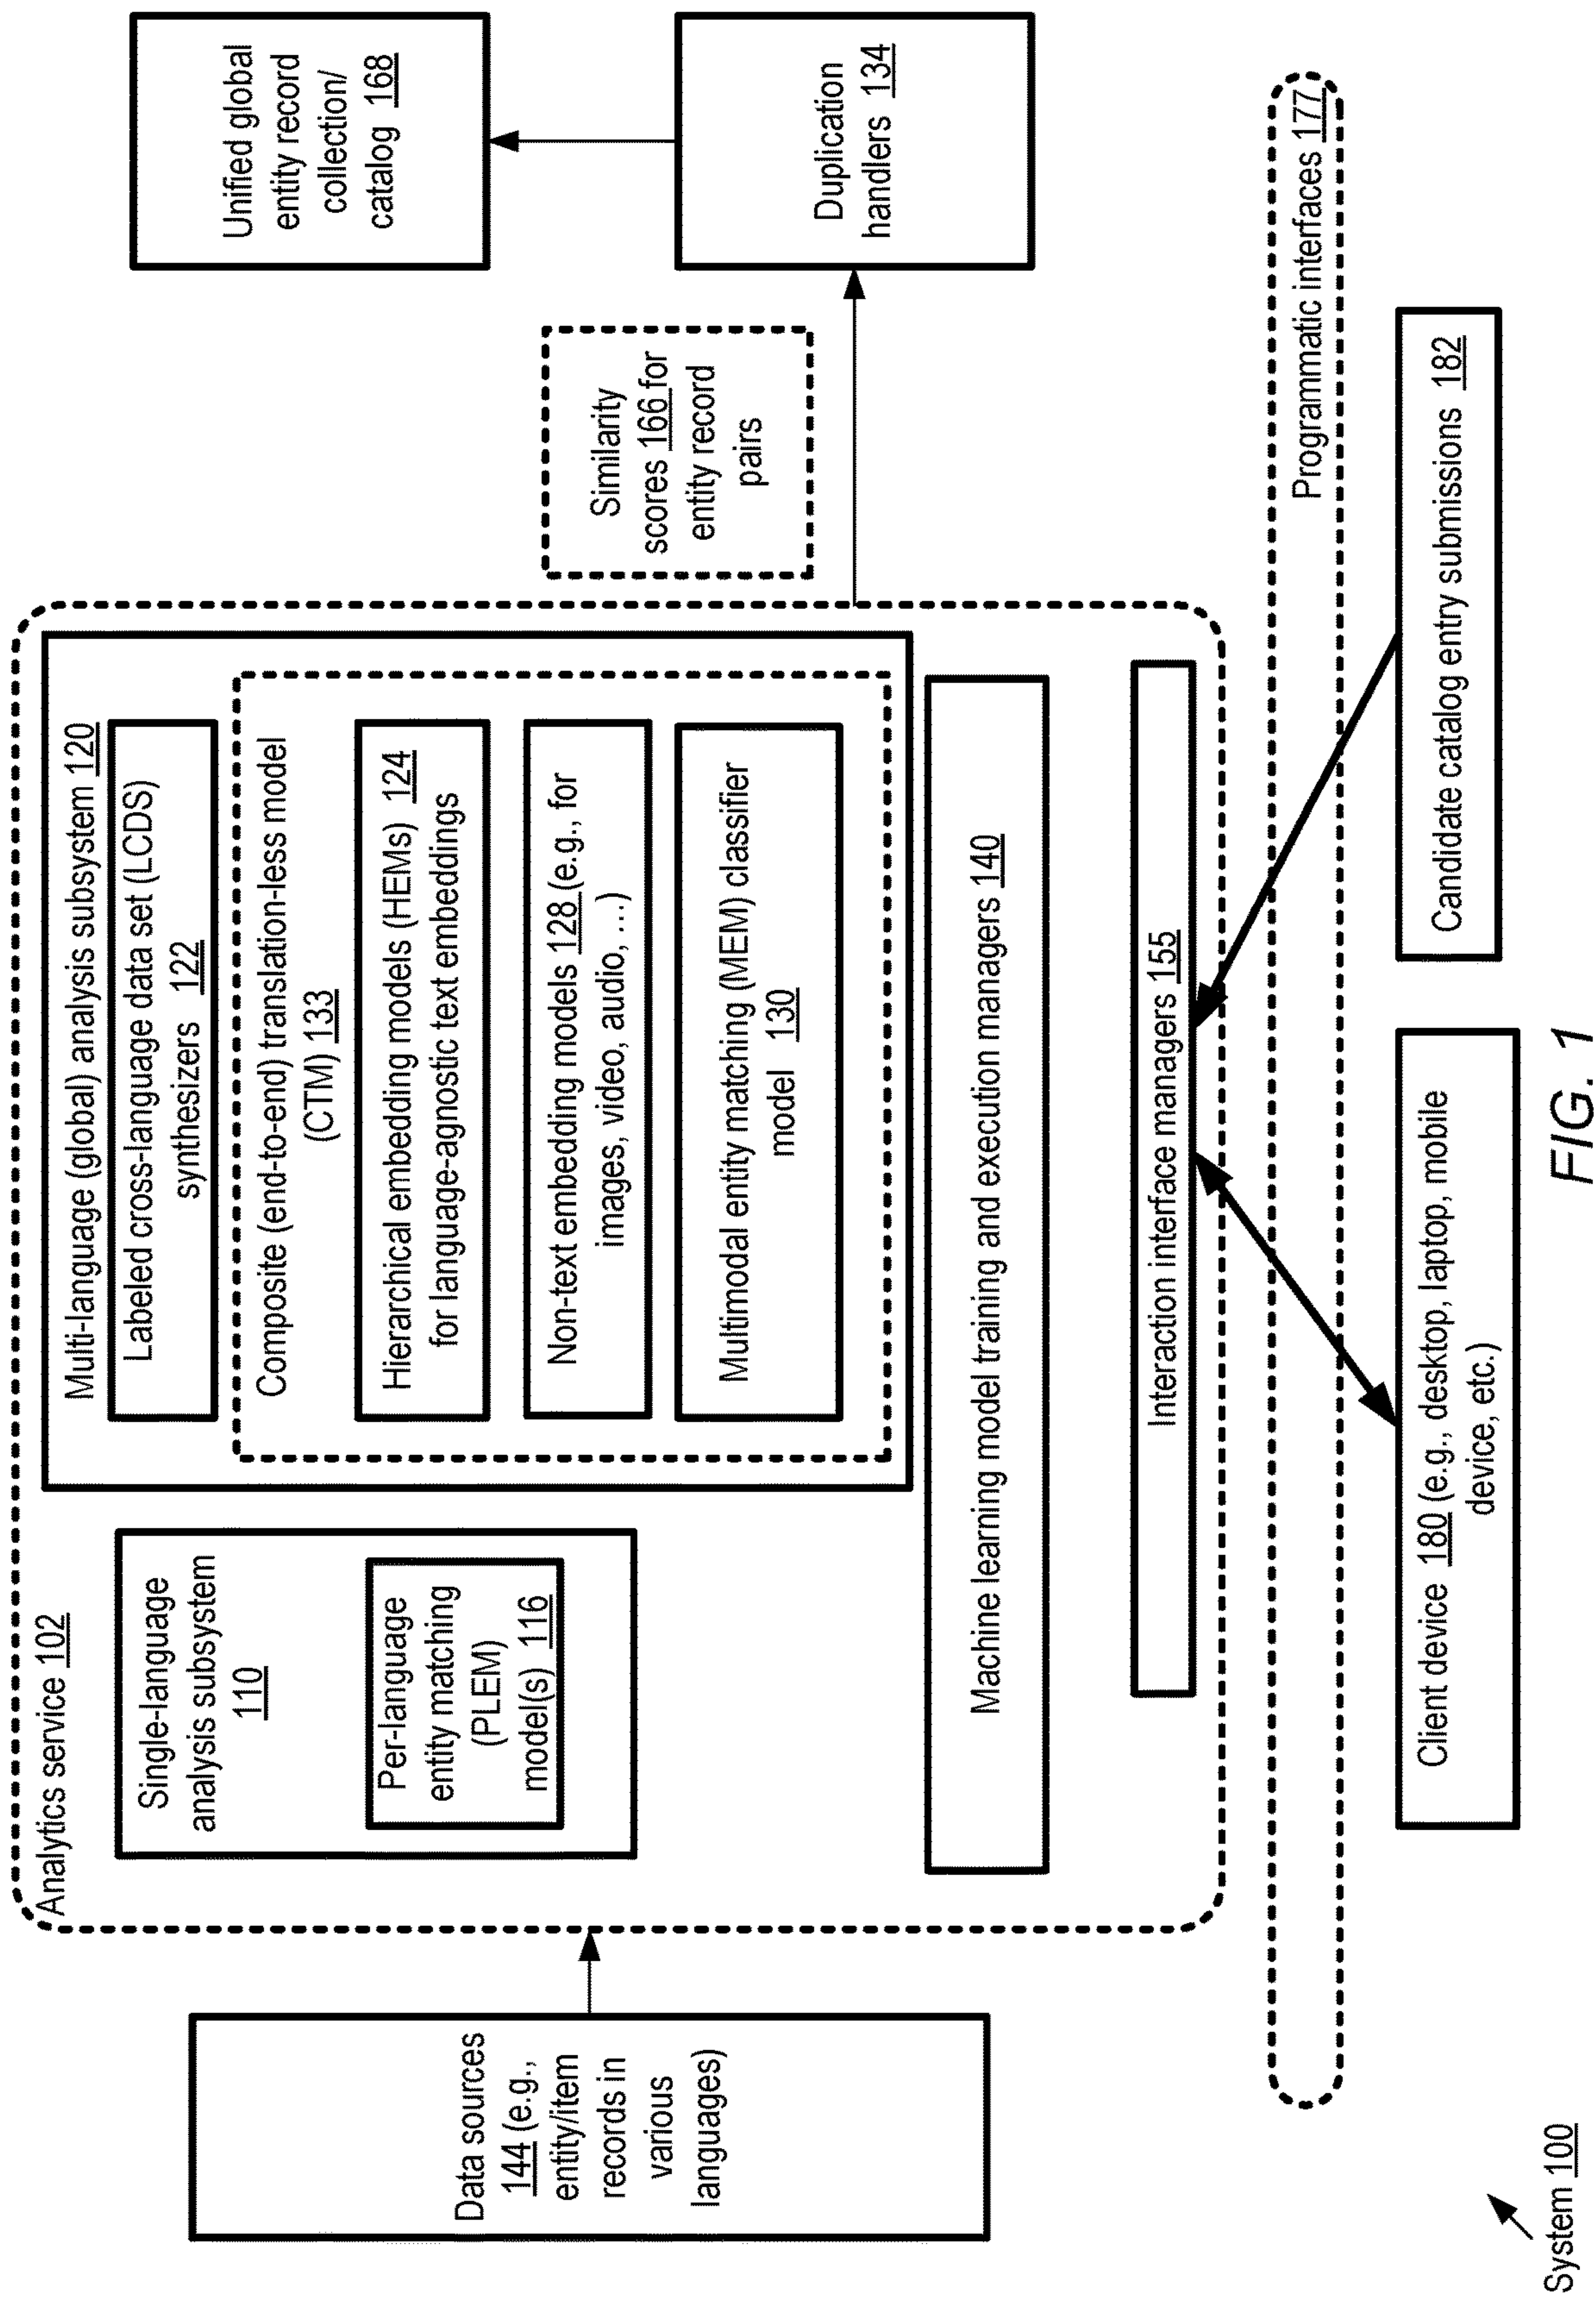 Analytics service 102
Data sources
144 (e.g.,
entity/item
records in
various
languages)
Single-language
analysis subsystem
110
Per-language
entity matching
(PLEM)
model(s) 116
Multi-language (global) analysis subsystem 120
Labeled cross-language data set (LCDS)
synthesizers 122
Composite (end-to-end) translation-less model
(CTM) 133
Hierarchical embedding models (HEMs) 124
for language-agnostic text embeddings
Non-text embedding models 128 (e.g., for
images, video, audio, …)
Multimodal entity matching (MEM) classifier
model 130
Machine learning model training and execution managers 140
Interaction interface managers 155
Similarity
scores 166 for
entity record
pairs
Unified global
entity record
collection/
catalog 168
Duplication
handlers 134
Programmatic interfaces 177
Client device 180 (e.g., desktop, laptop, mobile
device, etc.)
Candidate catalog entry submissions 182
System 100
FIG. 1